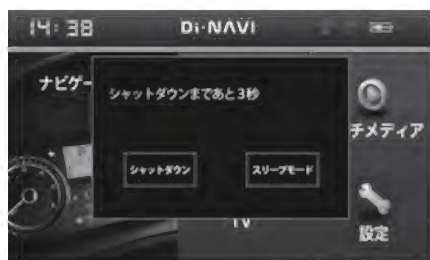 14:38 Di-NAVI
ナビゲー
シャットダウンまであと3秒
チメディア
シャットダウン スリープモード
TV
設定